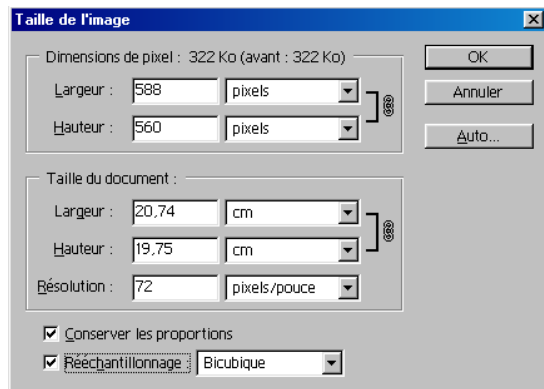 Taille de l'image
Dimensions de pixel : 322 Ko (avant : 322 Ko)
Largeur : 588 pixels
Hauteur : 560 pixels
OK
Annuler
Auto...
Taille du document :
Largeur : 20,74 cm
Hauteur : 19,75 cm
Résolution : 72 pixels/pouce
Conserver les proportions
Rééchantillonnage : Bicubique